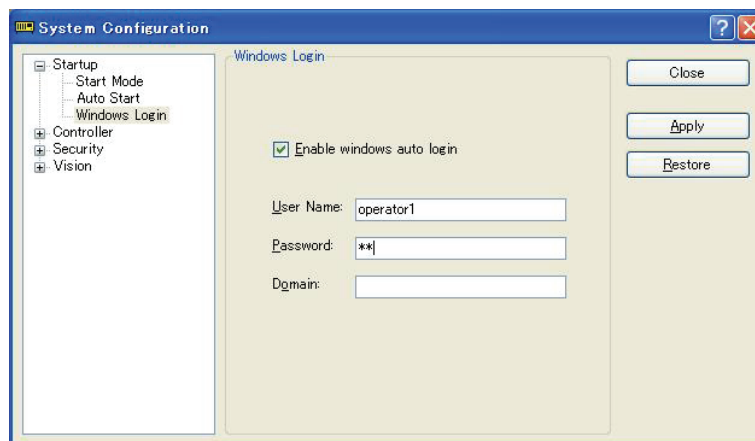 System Configuration
Startup
Start Mode
Auto Start
Windows Login
Controller
Security
Vision
Windows Login
Enable windows auto login
User Name: operator1
Password: **
Domain:
Close
Apply
Restore